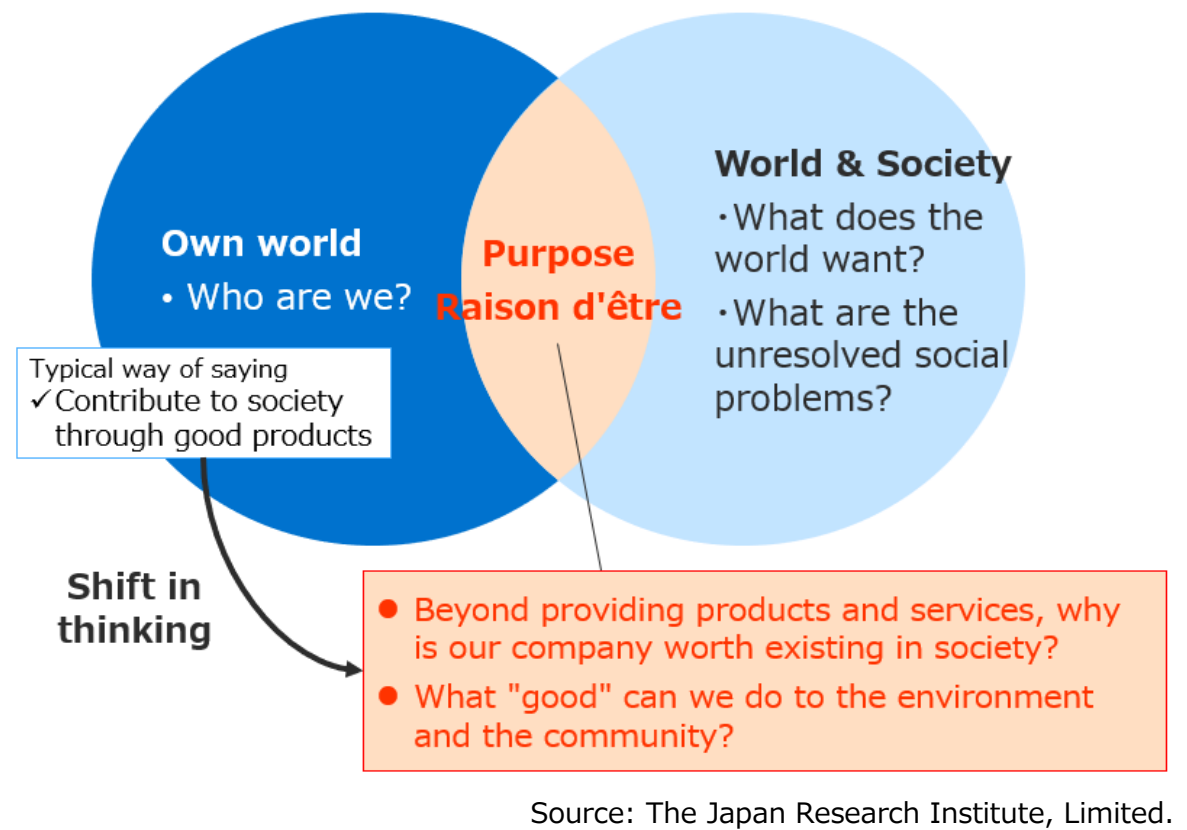 Own world
• Who are we?
Typical way of saying
✓Contribute to society
through good products
Purpose
Raison d'être
World & Society
・What does the
world want?
・What are the
unresolved social
problems?
Shift in
thinking
● Beyond providing products and services, why
is our company worth existing in society?
● What "good" can we do to the environment
and the community?
Source: The Japan Research Institute, Limited.